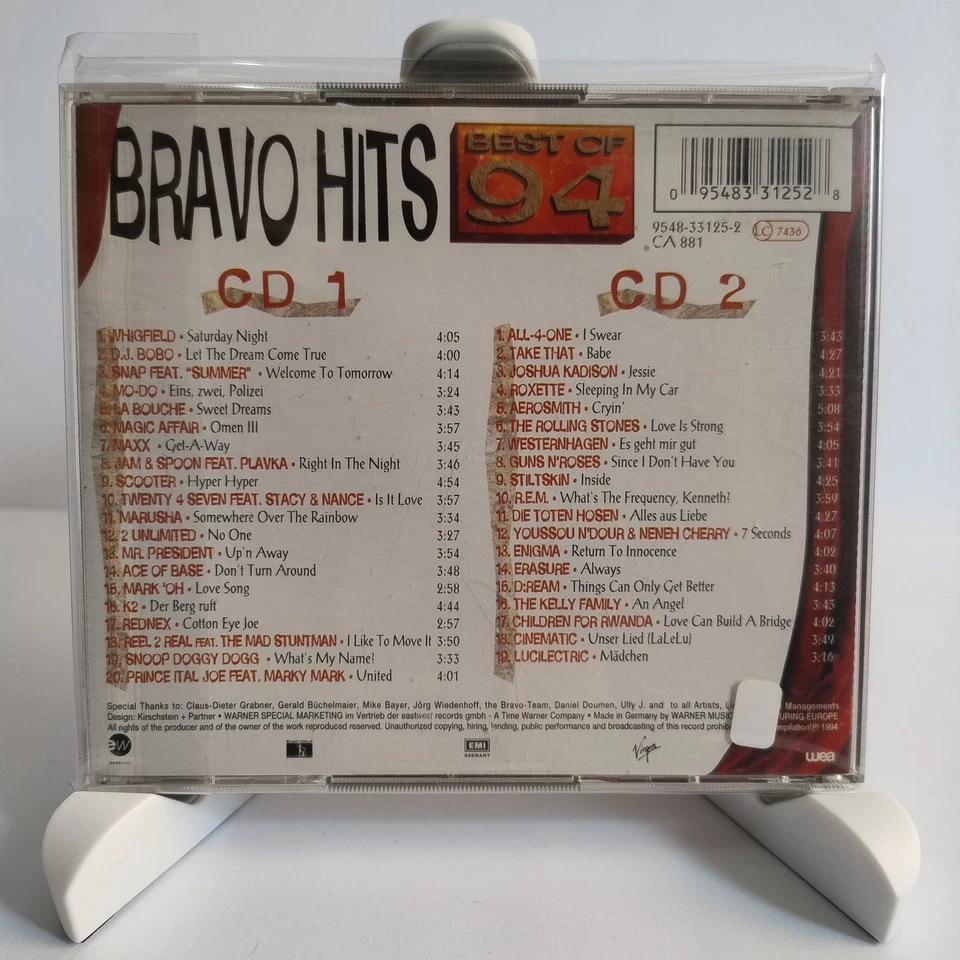 BRAVO HITS
BEST OF
94
0 95483 31252 8
9548-33125-2
LC 7436
CA 881
CD 1
1. WHIGFIELD • Saturday Night 4:05
2. D.J. BOBO • Let The Dream Come True 4:00
3. SNAP FEAT. "SUMMER" • Welcome To Tomorrow 4:14
4. MO-DO • Eins, zwei, Polizei 3:24
5. LA BOUCHE • Sweet Dreams 3:43
6. MAGIC AFFAIR • Omen III 3:57
7. MAXX • Get-A-Way 3:45
8. JAM & SPOON FEAT. PLAVKA • Right In The Night 3:46
9. SCOOTER • Hyper Hyper 4:54
10. TWENTY 4 SEVEN FEAT. STACY & NANCE • Is It Love 3:57
11. MARUSHA • Somewhere Over The Rainbow 3:34
12. 2 UNLIMITED • No One 3:27
13. MR. PRESIDENT • Up'n Away 3:54
14. ACE OF BASE • Don't Turn Around 3:48
15. MARK 'OH • Love Song 2:58
16. K2 • Der Berg ruft 4:44
17. REDNEX • Cotton Eye Joe 2:57
18. REEL 2 REAL FEAT. THE MAD STUNTMAN • I Like To Move It 3:50
19. SNOOP DOGGY DOGG • What's My Name? 3:33
20. PRINCE ITAL JOE FEAT. MARKY MARK • United 4:01
CD 2
1. ALL-4-ONE • I Swear 3:43
2. TAKE THAT • Babe 4:27
3. JOSHUA KADISON • Jessie 4:21
4. ROXETTE • Sleeping In My Car 3:33
5. AEROSMITH • Cryin' 5:08
6. THE ROLLING STONES • Love Is Strong 3:54
7. WESTERNHAGEN • Es geht mir gut 4:05
8. GUNS N'ROSES • Since I Don't Have You 3:41
9. STILTSKIN • Inside 4:25
10. R.E.M. • What's The Frequency, Kenneth? 3:59
11. DIE TOTEN HOSEN • Alles aus Liebe 4:27
12. YOUSSOU N'DOUR & NENEH CHERRY • 7 Seconds 4:07
13. ENIGMA • Return To Innocence 4:02
14. ERASURE • Always 3:40
15. D:REAM • Things Can Only Get Better 4:13
16. THE KELLY FAMILY • An Angel 3:43
17. CHILDREN FOR RWANDA • Love Can Build A Bridge 4:02
18. CINEMATIC • Unser Lied (LaLeLu) 3:49
19. LUCILECTRIC • Mädchen 3:16
Special Thanks to: Claus-Dieter Grabner, Gerald Büchelmaier, Mike Bayer, Jörg Wiedenhoff, the Bravo-Team, Daniel Doumen, Ully J. and to all Artists, Managements
Design: Kirschstein + Partner • WARNER SPECIAL MARKETING im Vertrieb der eastwest records gmbh - A Time Warner Company • Made in Germany by WARNER MUSIC EUROPE
All rights of the producer and of the owner of the work reproduced reserved. Unauthorized copying, hiring, lending, public performance and broadcasting of this record ℗ 1994
ew
EMI
GERMANY
Virgin
wea